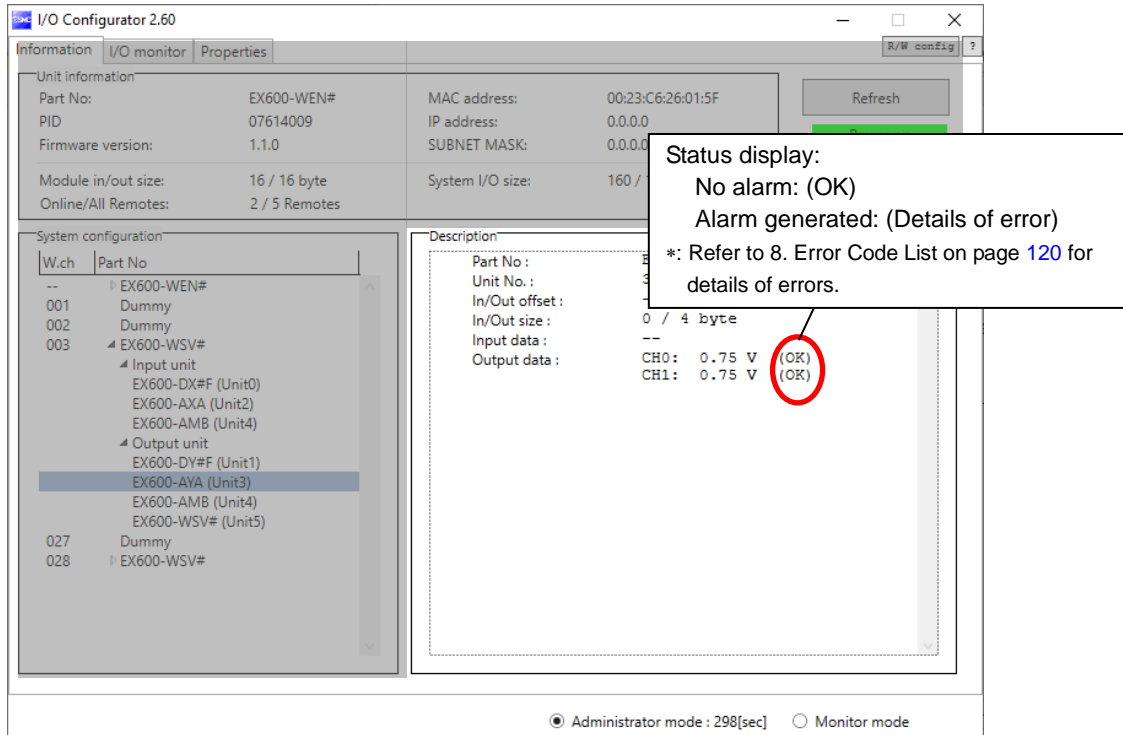 I/O Configurator 2.60
Information I/O monitor Properties R/W config ?
Unit information
Part No: EX600-WEN# MAC address: 00:23:C6:26:01:5F Refresh
PID 07614009 IP address: 0.0.0.0
Firmware version: 1.1.0 SUBNET MASK: 0.0.0.0
Module in/out size: 16 / 16 byte System I/O size: 160 /
Online/All Remotes: 2 / 5 Remotes
Status display:
No alarm: (OK)
Alarm generated: (Details of error)
*: Refer to 8. Error Code List on page 120 for
details of errors.
System configuration
W.ch Part No
-- EX600-WEN#
001 Dummy
002 Dummy
003 EX600-WSV#
Input unit
EX600-DX#F (Unit0)
EX600-AXA (Unit2)
EX600-AMB (Unit4)
Output unit
EX600-DY#F (Unit1)
EX600-AYA (Unit3)
EX600-AMB (Unit4)
EX600-WSV# (Unit5)
027 Dummy
028 EX600-WSV#
Description
Part No :
Unit No. :
In/Out offset :
In/Out size : 0 / 4 byte
Input data : --
Output data : CH0: 0.75 V (OK)
CH1: 0.75 V (OK)
Administrator mode : 298[sec] Monitor mode